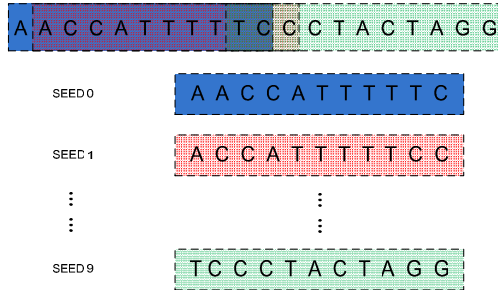 A A C C A T T T T T C C C T A C T A G G
SEED 0 A A C C A T T T T T C
SEED 1 A C C A T T T T T C C
SEED 9 T C C C T A C T A G G